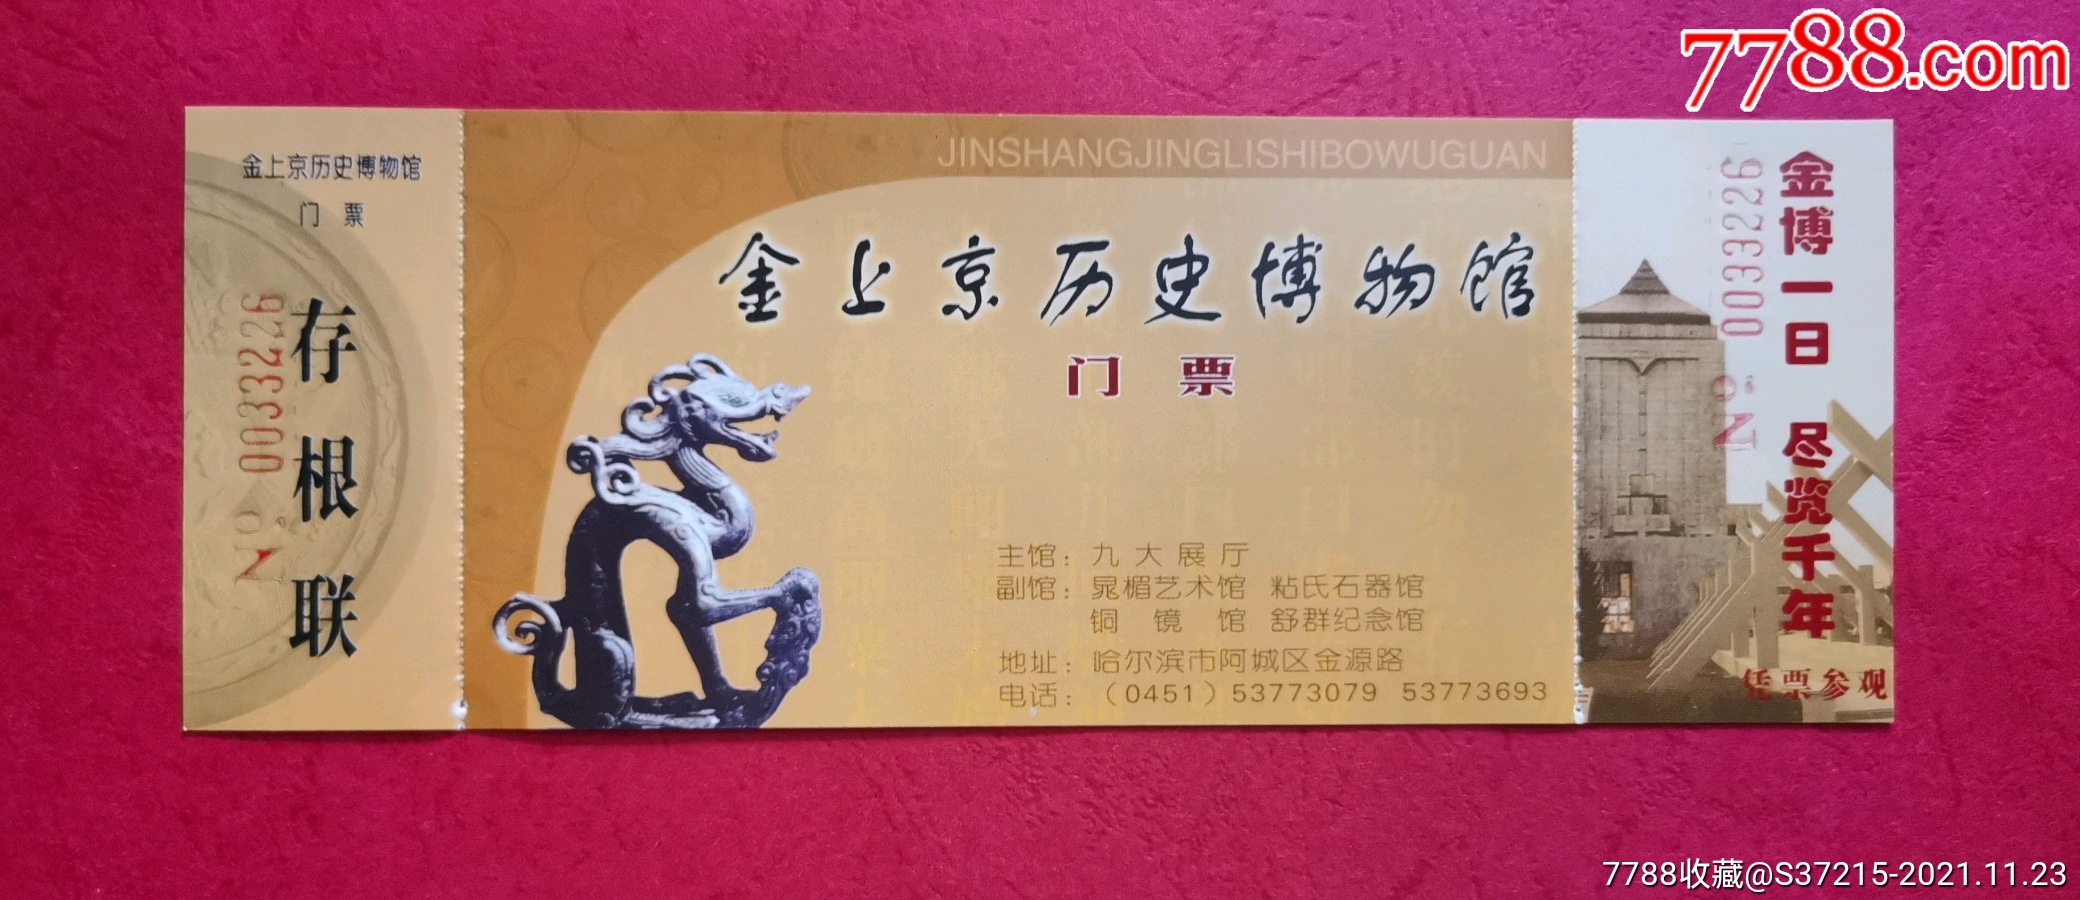 7788.com
金上京历史博物馆
门 票
存根联
No 0033226
JINSHANGJINGLISHIBOWUGUAN
金上京历史博物馆
门 票
主馆：九大展厅
副馆：晁楣艺术馆 粘氏石器馆
铜镜馆 舒群纪念馆
地址：哈尔滨市阿城区金源路
电话：（0451）53773079 53773693
金博一日 尽览千年
No 0033226
凭票参观
7788收藏@S37215-2021.11.23